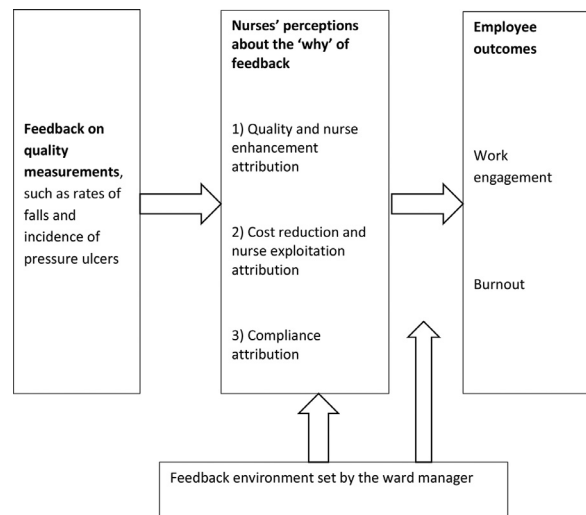 Feedback on
quality
measurements,
such as rates of
falls and
incidence of
pressure ulcers
Nurses’ perceptions
about the ‘why’ of
feedback
1) Quality and nurse
enhancement
attribution
2) Cost reduction and
nurse exploitation
attribution
3) Compliance
attribution
Employee
outcomes
Work
engagement
Burnout
Feedback environment set by the ward manager